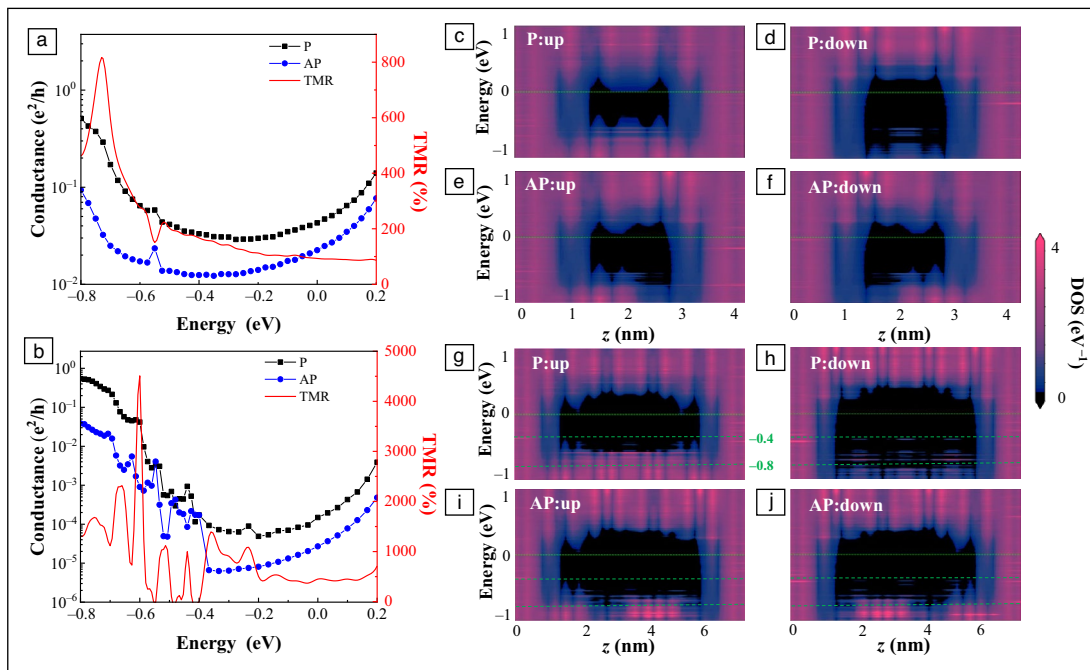 a
P
AP
TMR
Conductance (e²/h)
10⁰
10⁻¹
10⁻²
800
600
400
200
0
TMR (%)
−0.8 −0.6 −0.4 −0.2 0.0 0.2
Energy (eV)
b
P
AP
TMR
Conductance (e²/h)
10⁰
10⁻¹
10⁻²
10⁻³
10⁻⁴
10⁻⁵
10⁻⁶
5000
4000
3000
2000
1000
0
TMR (%)
−0.8 −0.6 −0.4 −0.2 0.0 0.2
Energy (eV)
c
P:up
d
P:down
Energy (eV)
1
0
−1
e
AP:up
f
AP:down
Energy (eV)
1
0
−1
0 1 2 3 4
0 1 2 3 4
z (nm)
z (nm)
g
P:up
h
P:down
Energy (eV)
1
0
−1
−0.4
−0.8
i
AP:up
j
AP:down
Energy (eV)
1
0
−1
0 2 4 6
0 2 4 6
z (nm)
z (nm)
4
0
DOS (eV⁻¹)